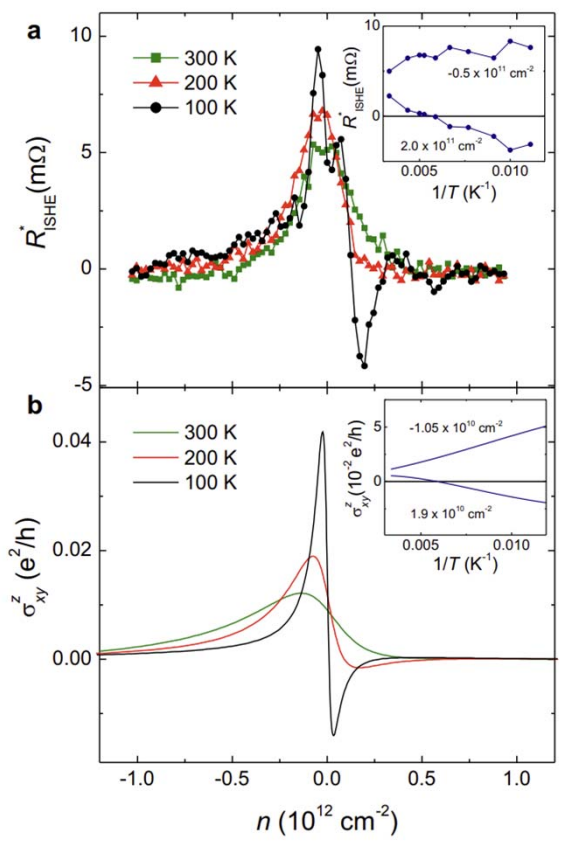 a
300 K
200 K
100 K
10
5
0
-5
R*ISHE(mΩ)
10
0
R*ISHE(mΩ)
-0.5 x 10¹¹ cm⁻²
2.0 x 10¹¹ cm⁻²
0.005 0.010
1/T (K⁻¹)
b
300 K
200 K
100 K
0.04
0.02
0.00
σᶻxy (e²/h)
5
0
σᶻxy(10⁻² e²/h)
-1.05 x 10¹⁰ cm⁻²
1.9 x 10¹⁰ cm⁻²
0.005 0.010
1/T (K⁻¹)
-1.0 -0.5 0.0 0.5 1.0
n (10¹² cm⁻²)